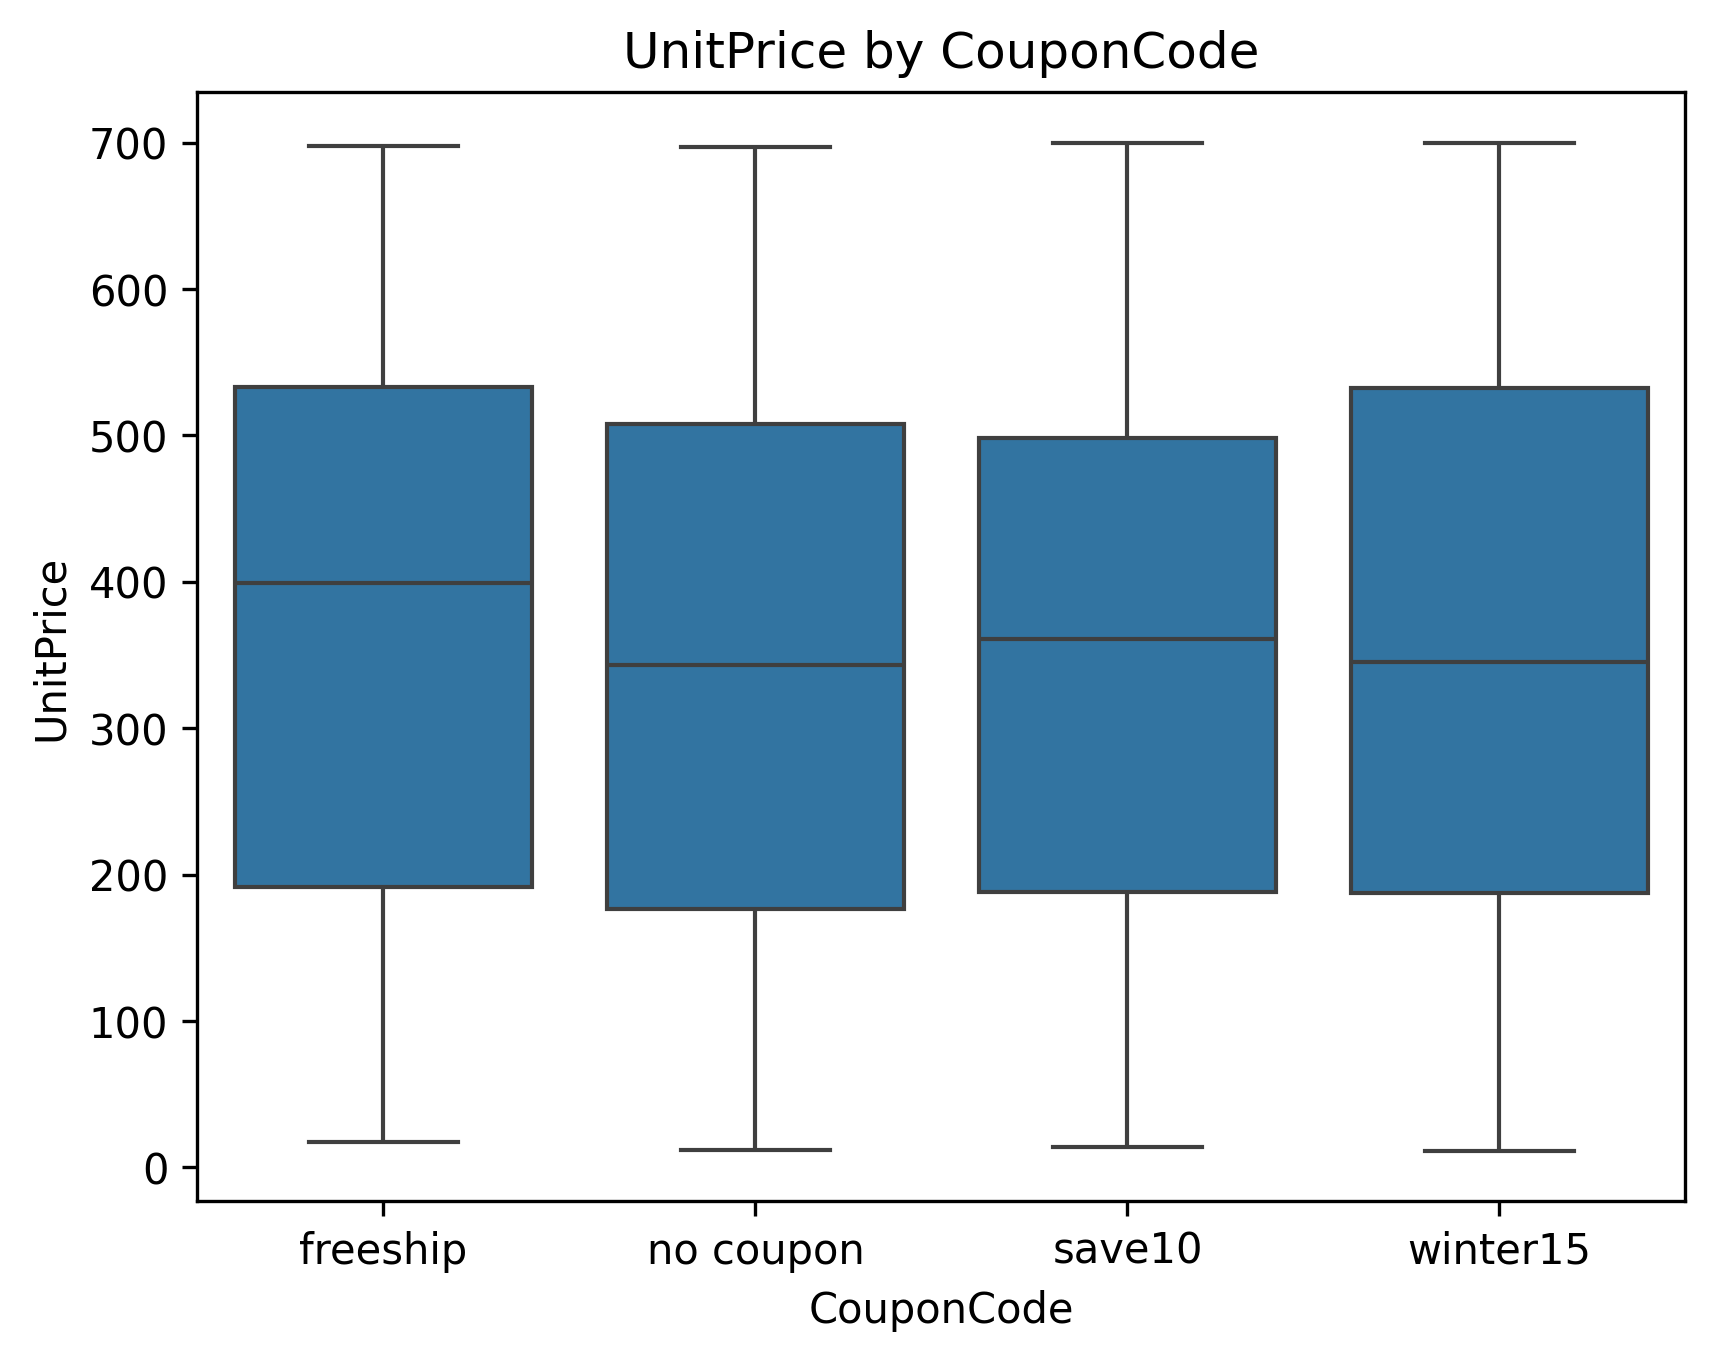 UnitPrice by CouponCode
700
600
500
400
300
200
100
0
UnitPrice
freeship no coupon save10 winter15
CouponCode